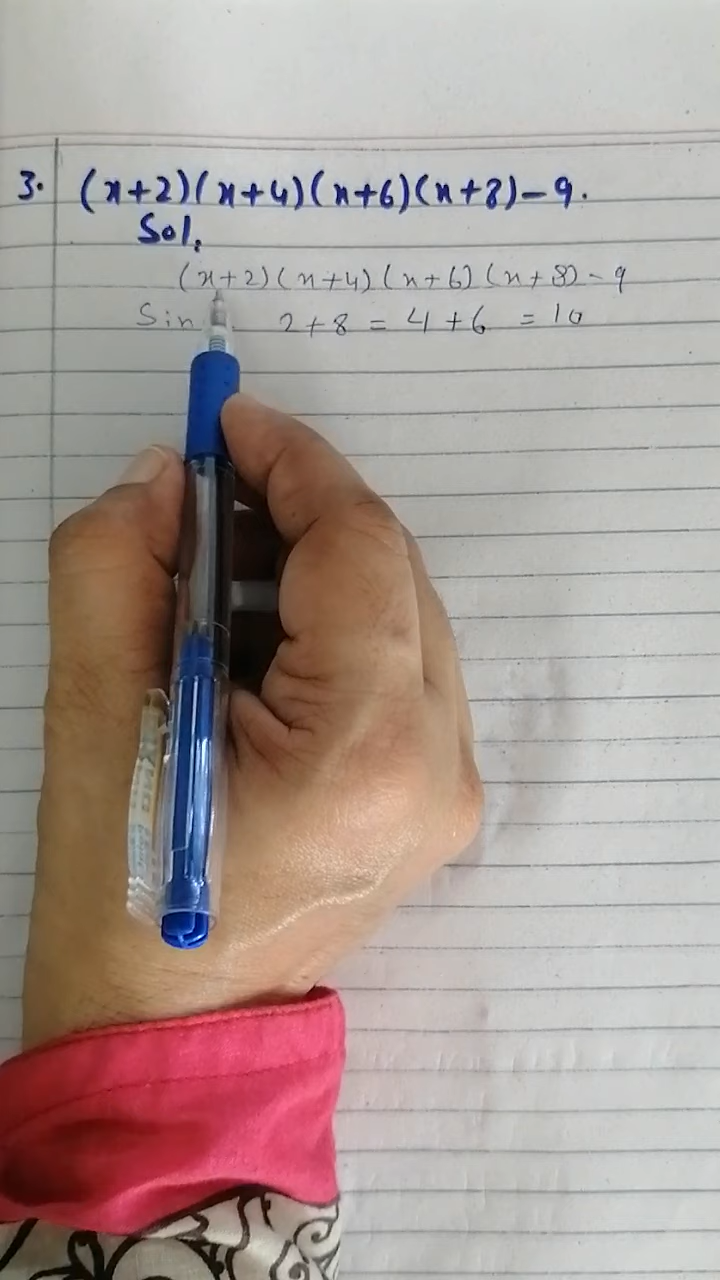 3. (x+2)(x+4)(x+6)(x+8)-9.
Sol.
(x+2)(x+4)(x+6)(x+8)-9
Sin 2+8 = 4+6 = 10